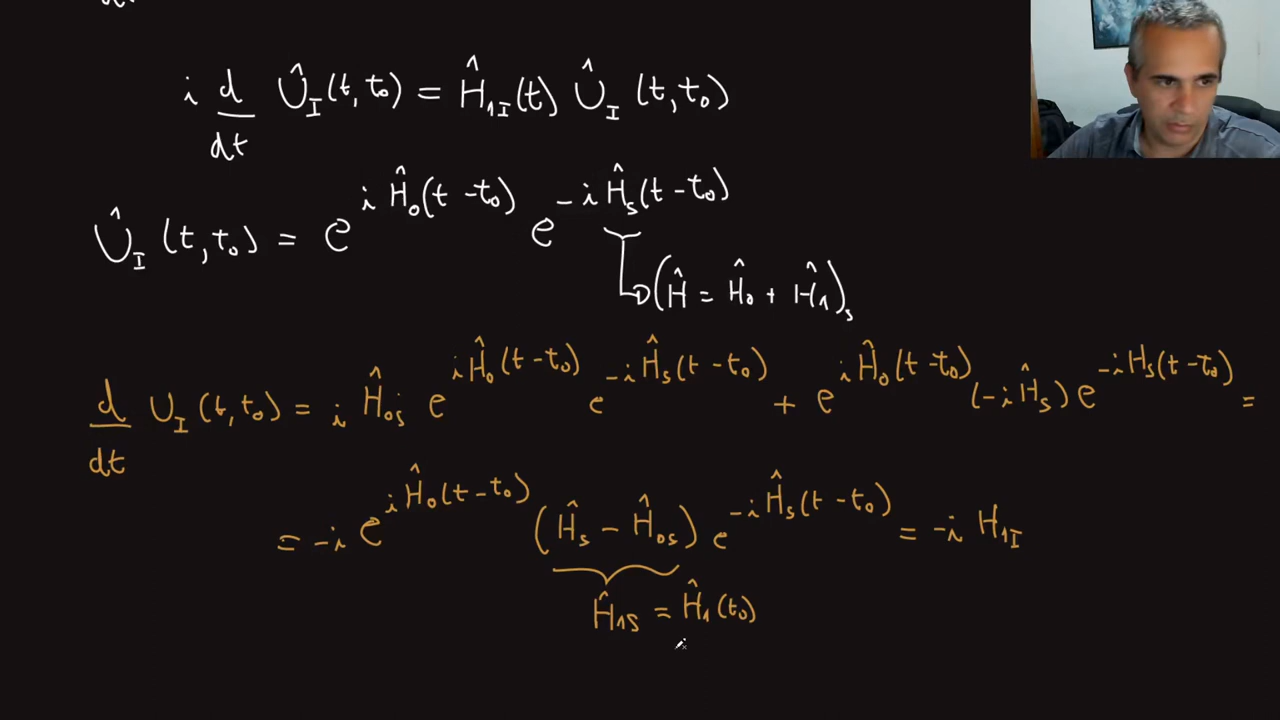 i d/dt Û_I(t,t₀) = Ĥ_1I(t) Û_I(t,t₀)
Û_I(t,t₀) = e^{iĤ₀(t-t₀)} e^{-iĤ_s(t-t₀)}
(Ĥ = Ĥ₀ + Ĥ₁)_s
d/dt U_I(t,t₀) = i Ĥ_0s e^{iĤ₀(t-t₀)} e^{-iĤ_s(t-t₀)} + e^{iĤ₀(t-t₀)} (-iĤ_s) e^{-iH_s(t-t₀)} =
= -i e^{iĤ₀(t-t₀)} (Ĥ_s - Ĥ_0s) e^{-iĤ_s(t-t₀)} = -i H_1I
Ĥ_1s = Ĥ₁(t₀)